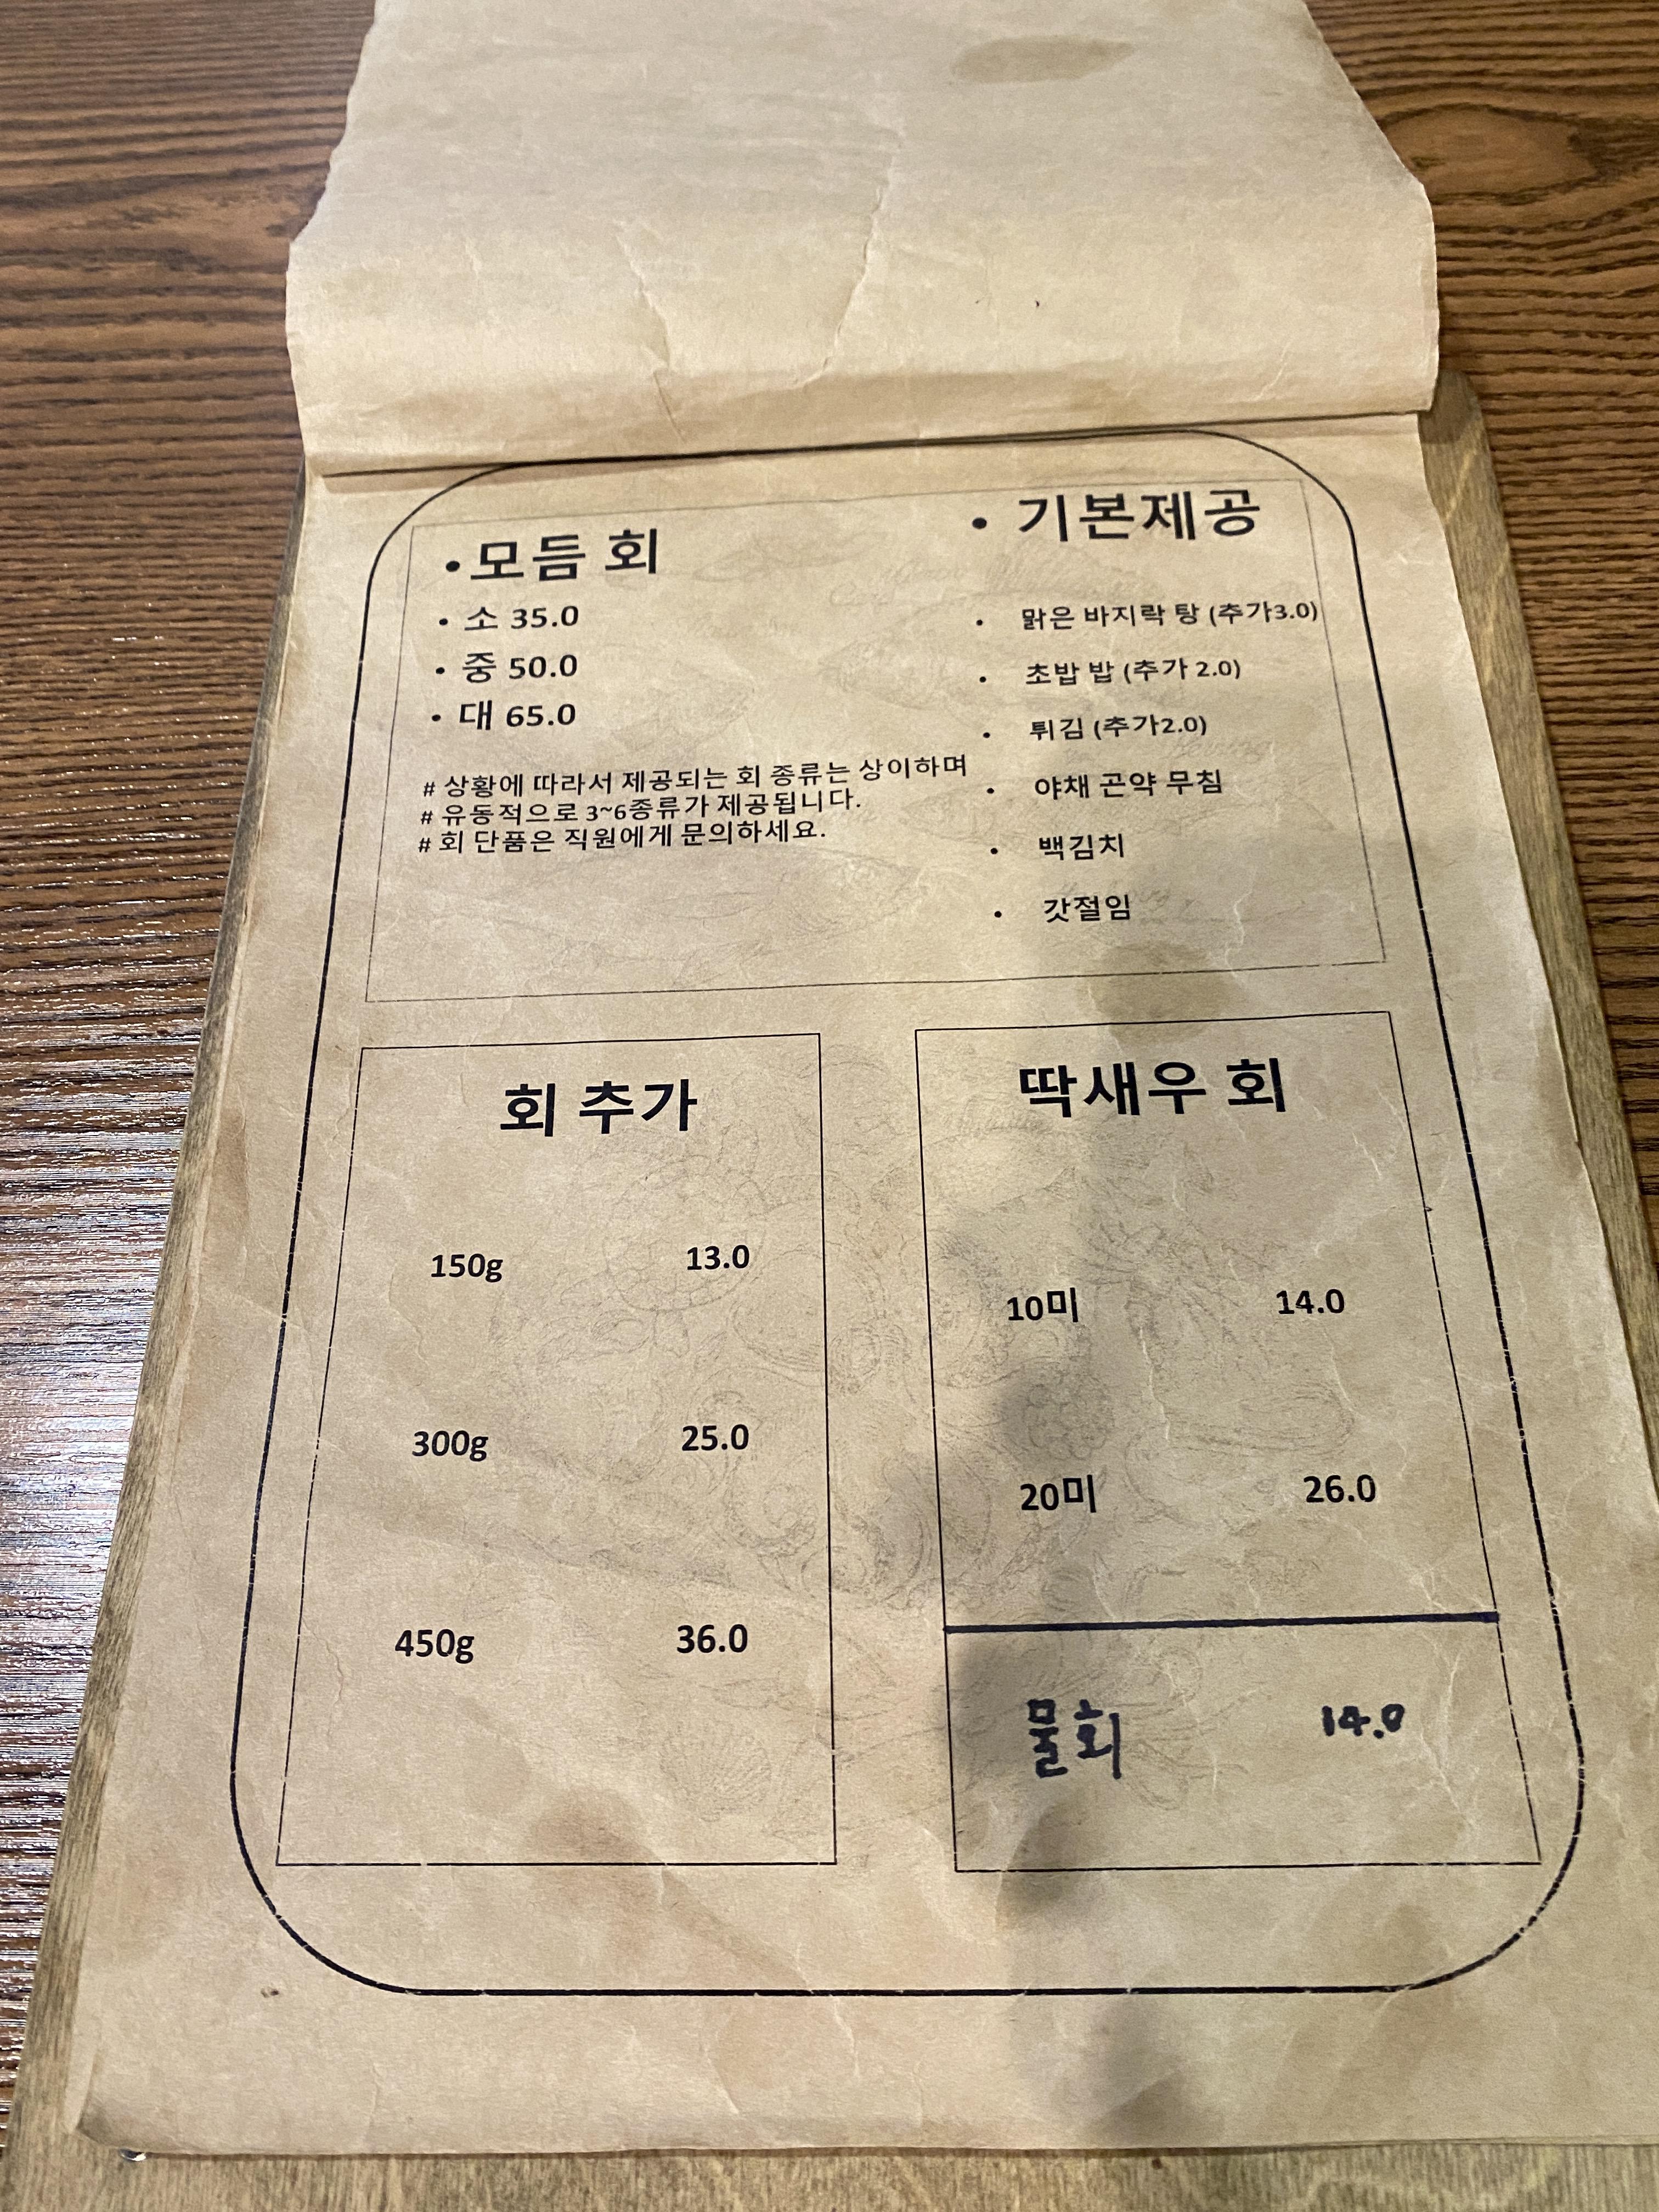 •모듬 회
• 소 35.0
• 중 50.0
• 대 65.0
# 상황에 따라서 제공되는 회 종류는 상이하며
# 유동적으로 3~6종류가 제공됩니다.
# 회 단품은 직원에게 문의하세요.
• 기본제공
• 맑은 바지락 탕 (추가3.0)
• 초밥 밥 (추가 2.0)
• 튀김 (추가2.0)
• 야채 곤약 무침
• 백김치
• 갓절임
회 추가
150g 13.0
300g 25.0
450g 36.0
딱새우 회
10미 14.0
20미 26.0
물회 14.0